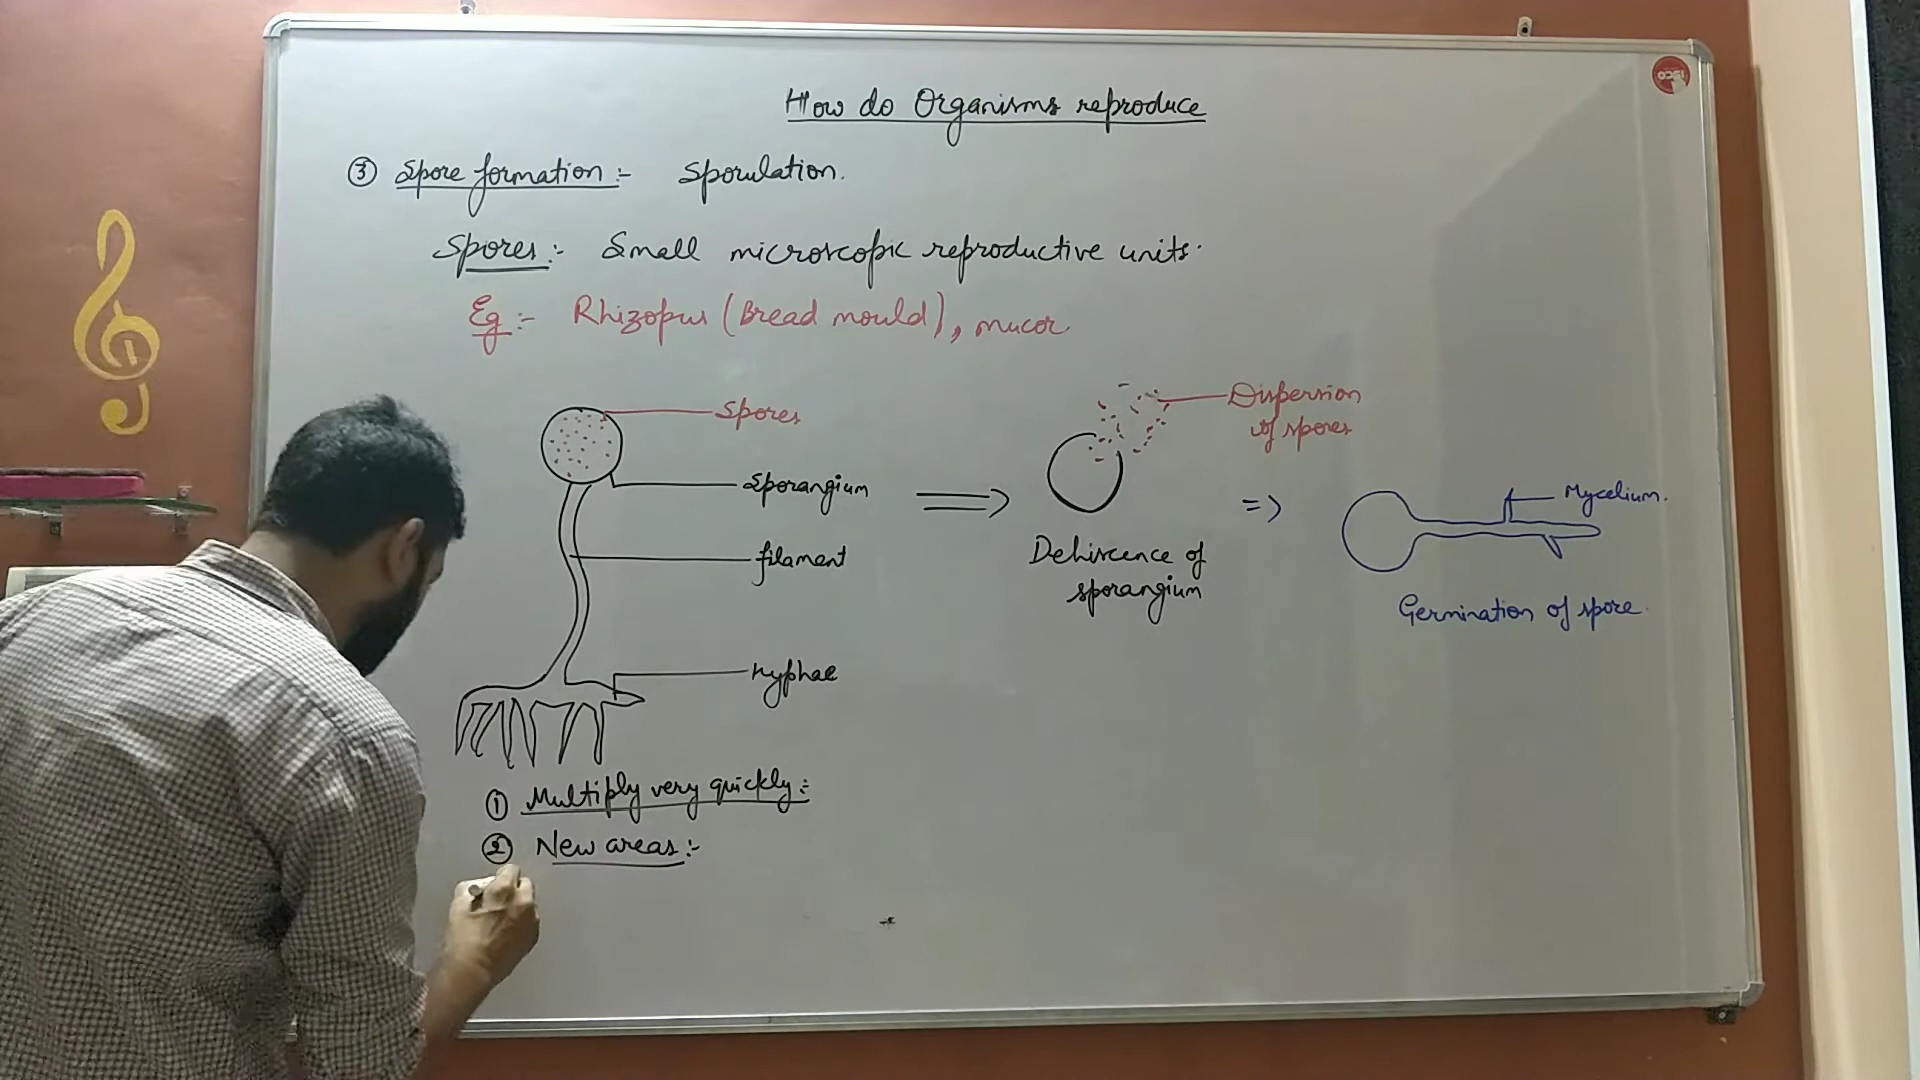 How do Organisms reproduce
③ Spore formation :- Sporulation.
Spores :- Small microscopic reproductive units.
Eg :- Rhizopus (Bread mould), mucor
Spores
Sporangium
filament
Hyphae
Dispersion
of spores
Dehiscence of
sporangium
Mycelium.
Germination of spore.
① Multiply very quickly :-
② New areas :-